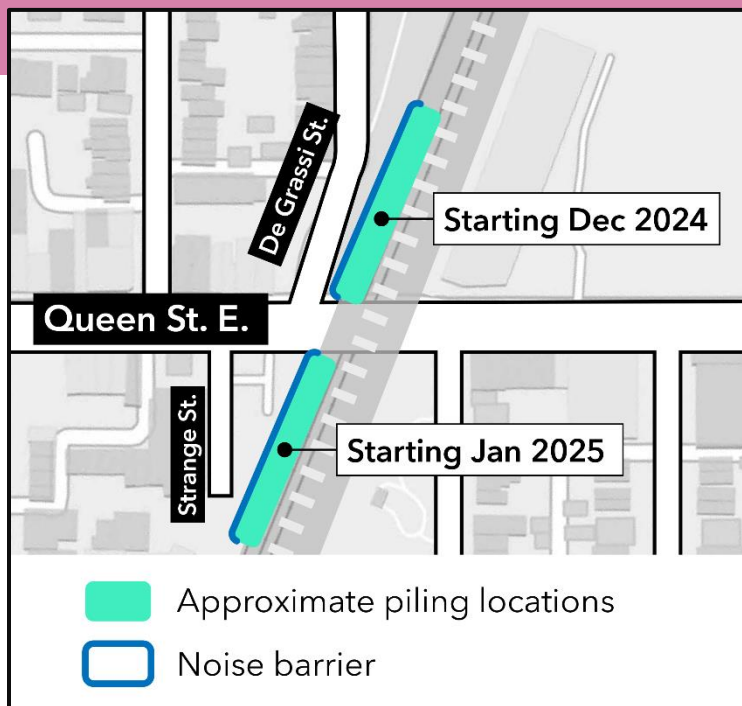 De Grassi St.
Starting Dec 2024
Queen St. E.
Strange St.
Starting Jan 2025
Approximate piling locations
Noise barrier